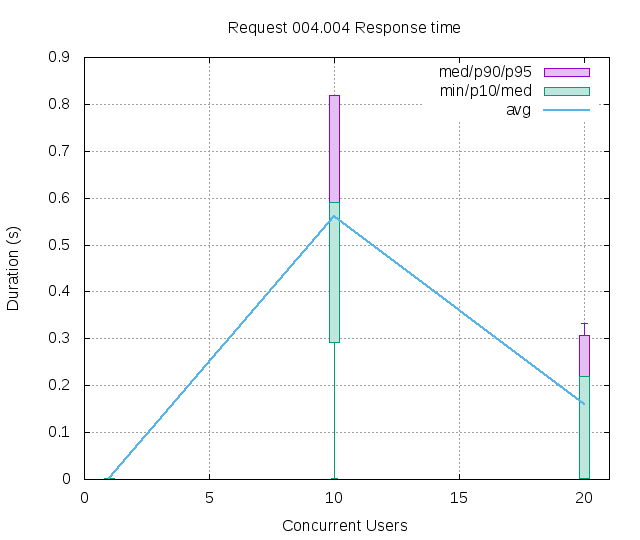 Request 004.004 Response time
0.9
0.8
0.7
0.6
0.5
0.4
0.3
0.2
0.1
0
Duration (s)
med/p90/p95
min/p10/med
avg
0 5 10 15 20
Concurrent Users